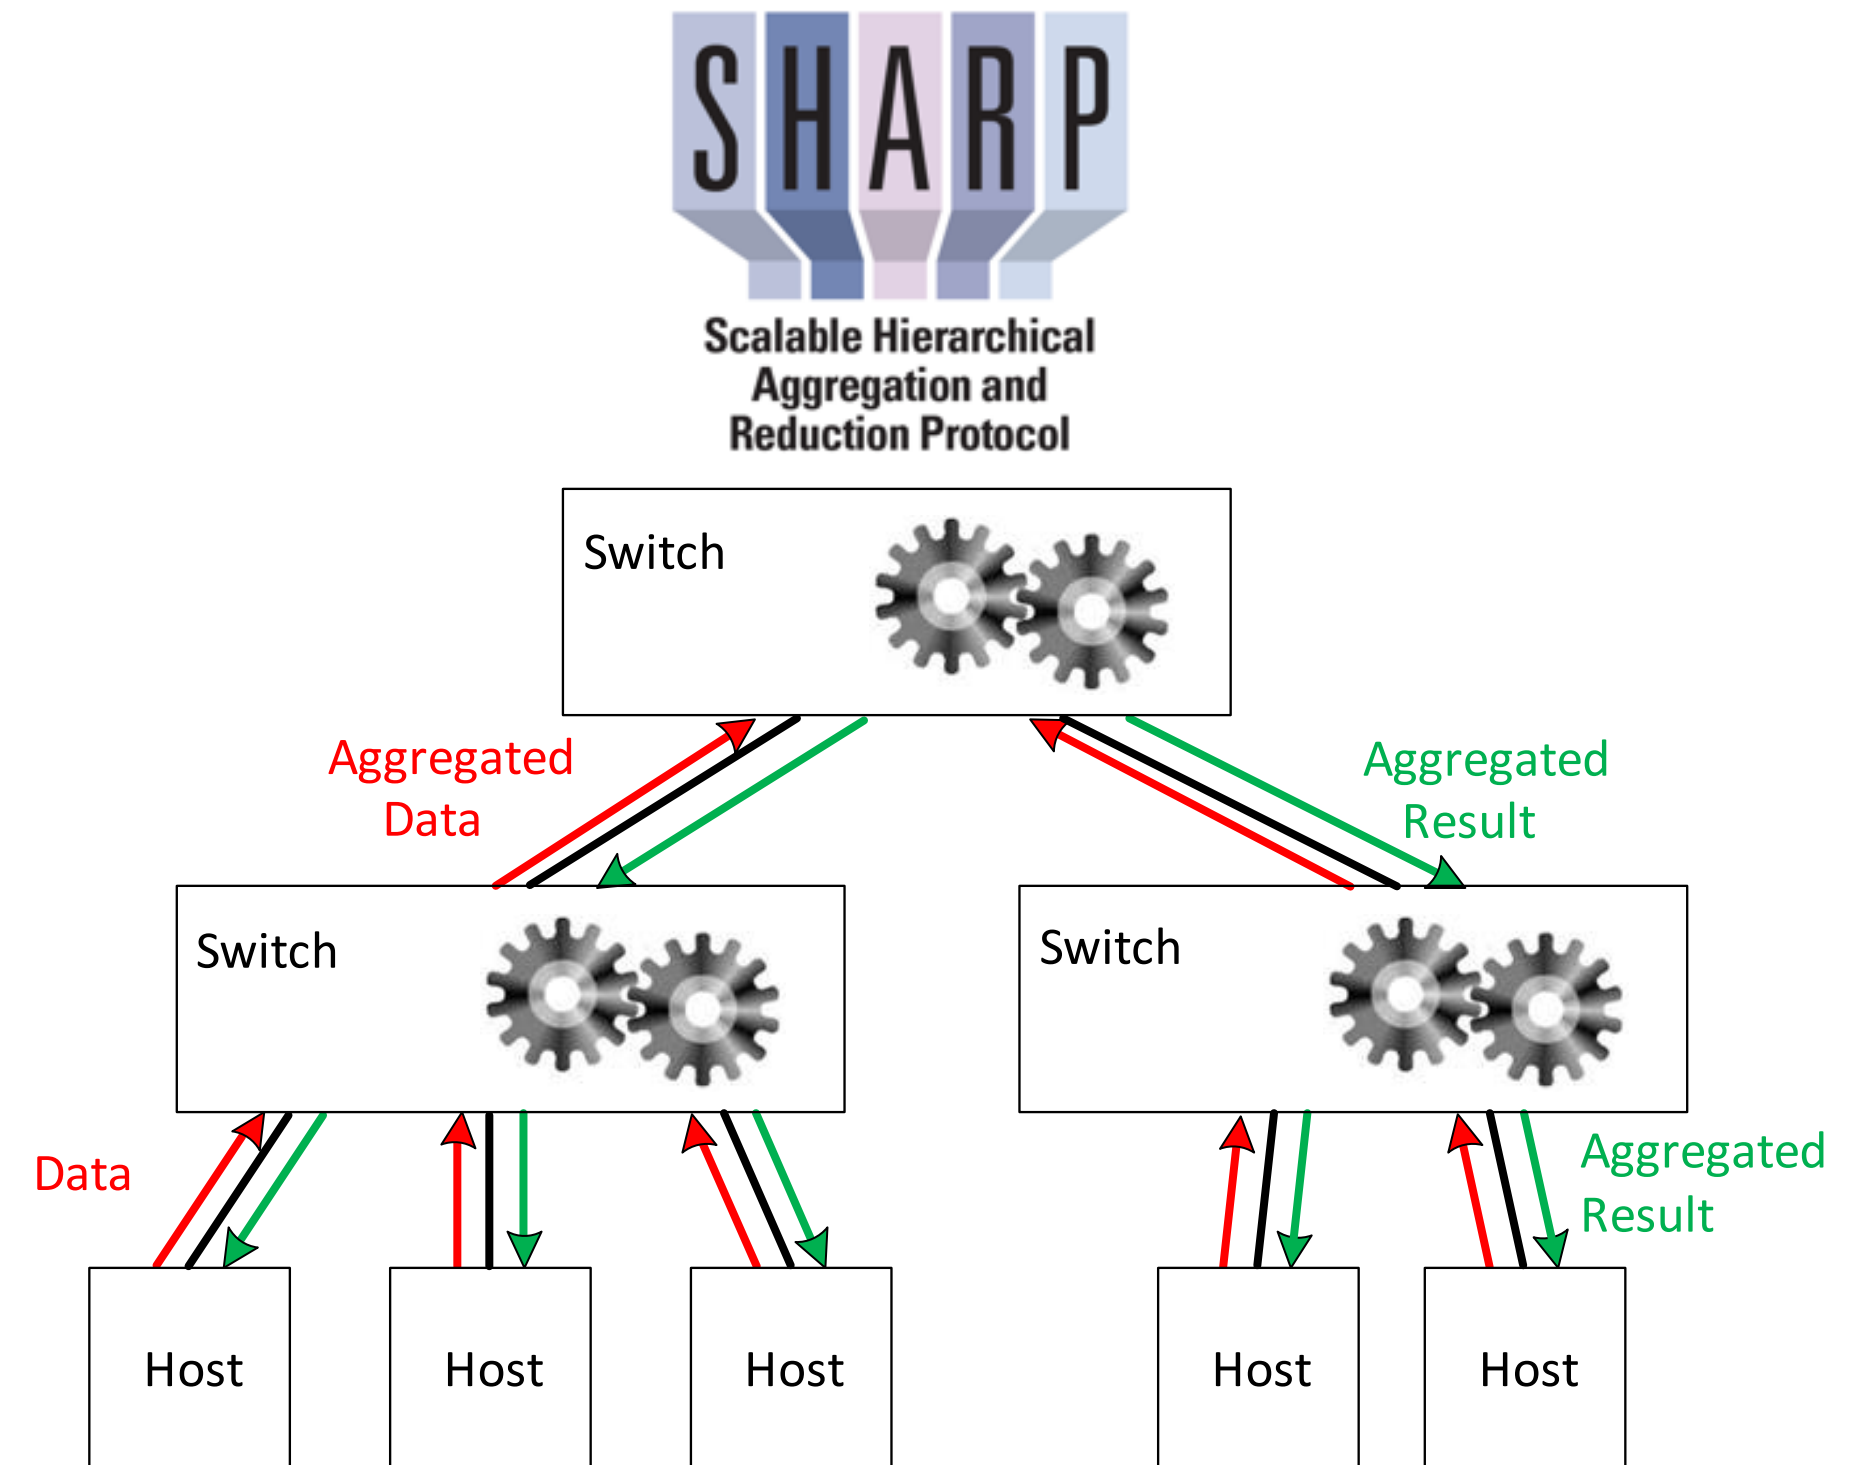 SHARP
Scalable Hierarchical
Aggregation and
Reduction Protocol
Switch
Aggregated
Data
Aggregated
Result
Switch
Switch
Data
Aggregated
Result
Host
Host
Host
Host
Host